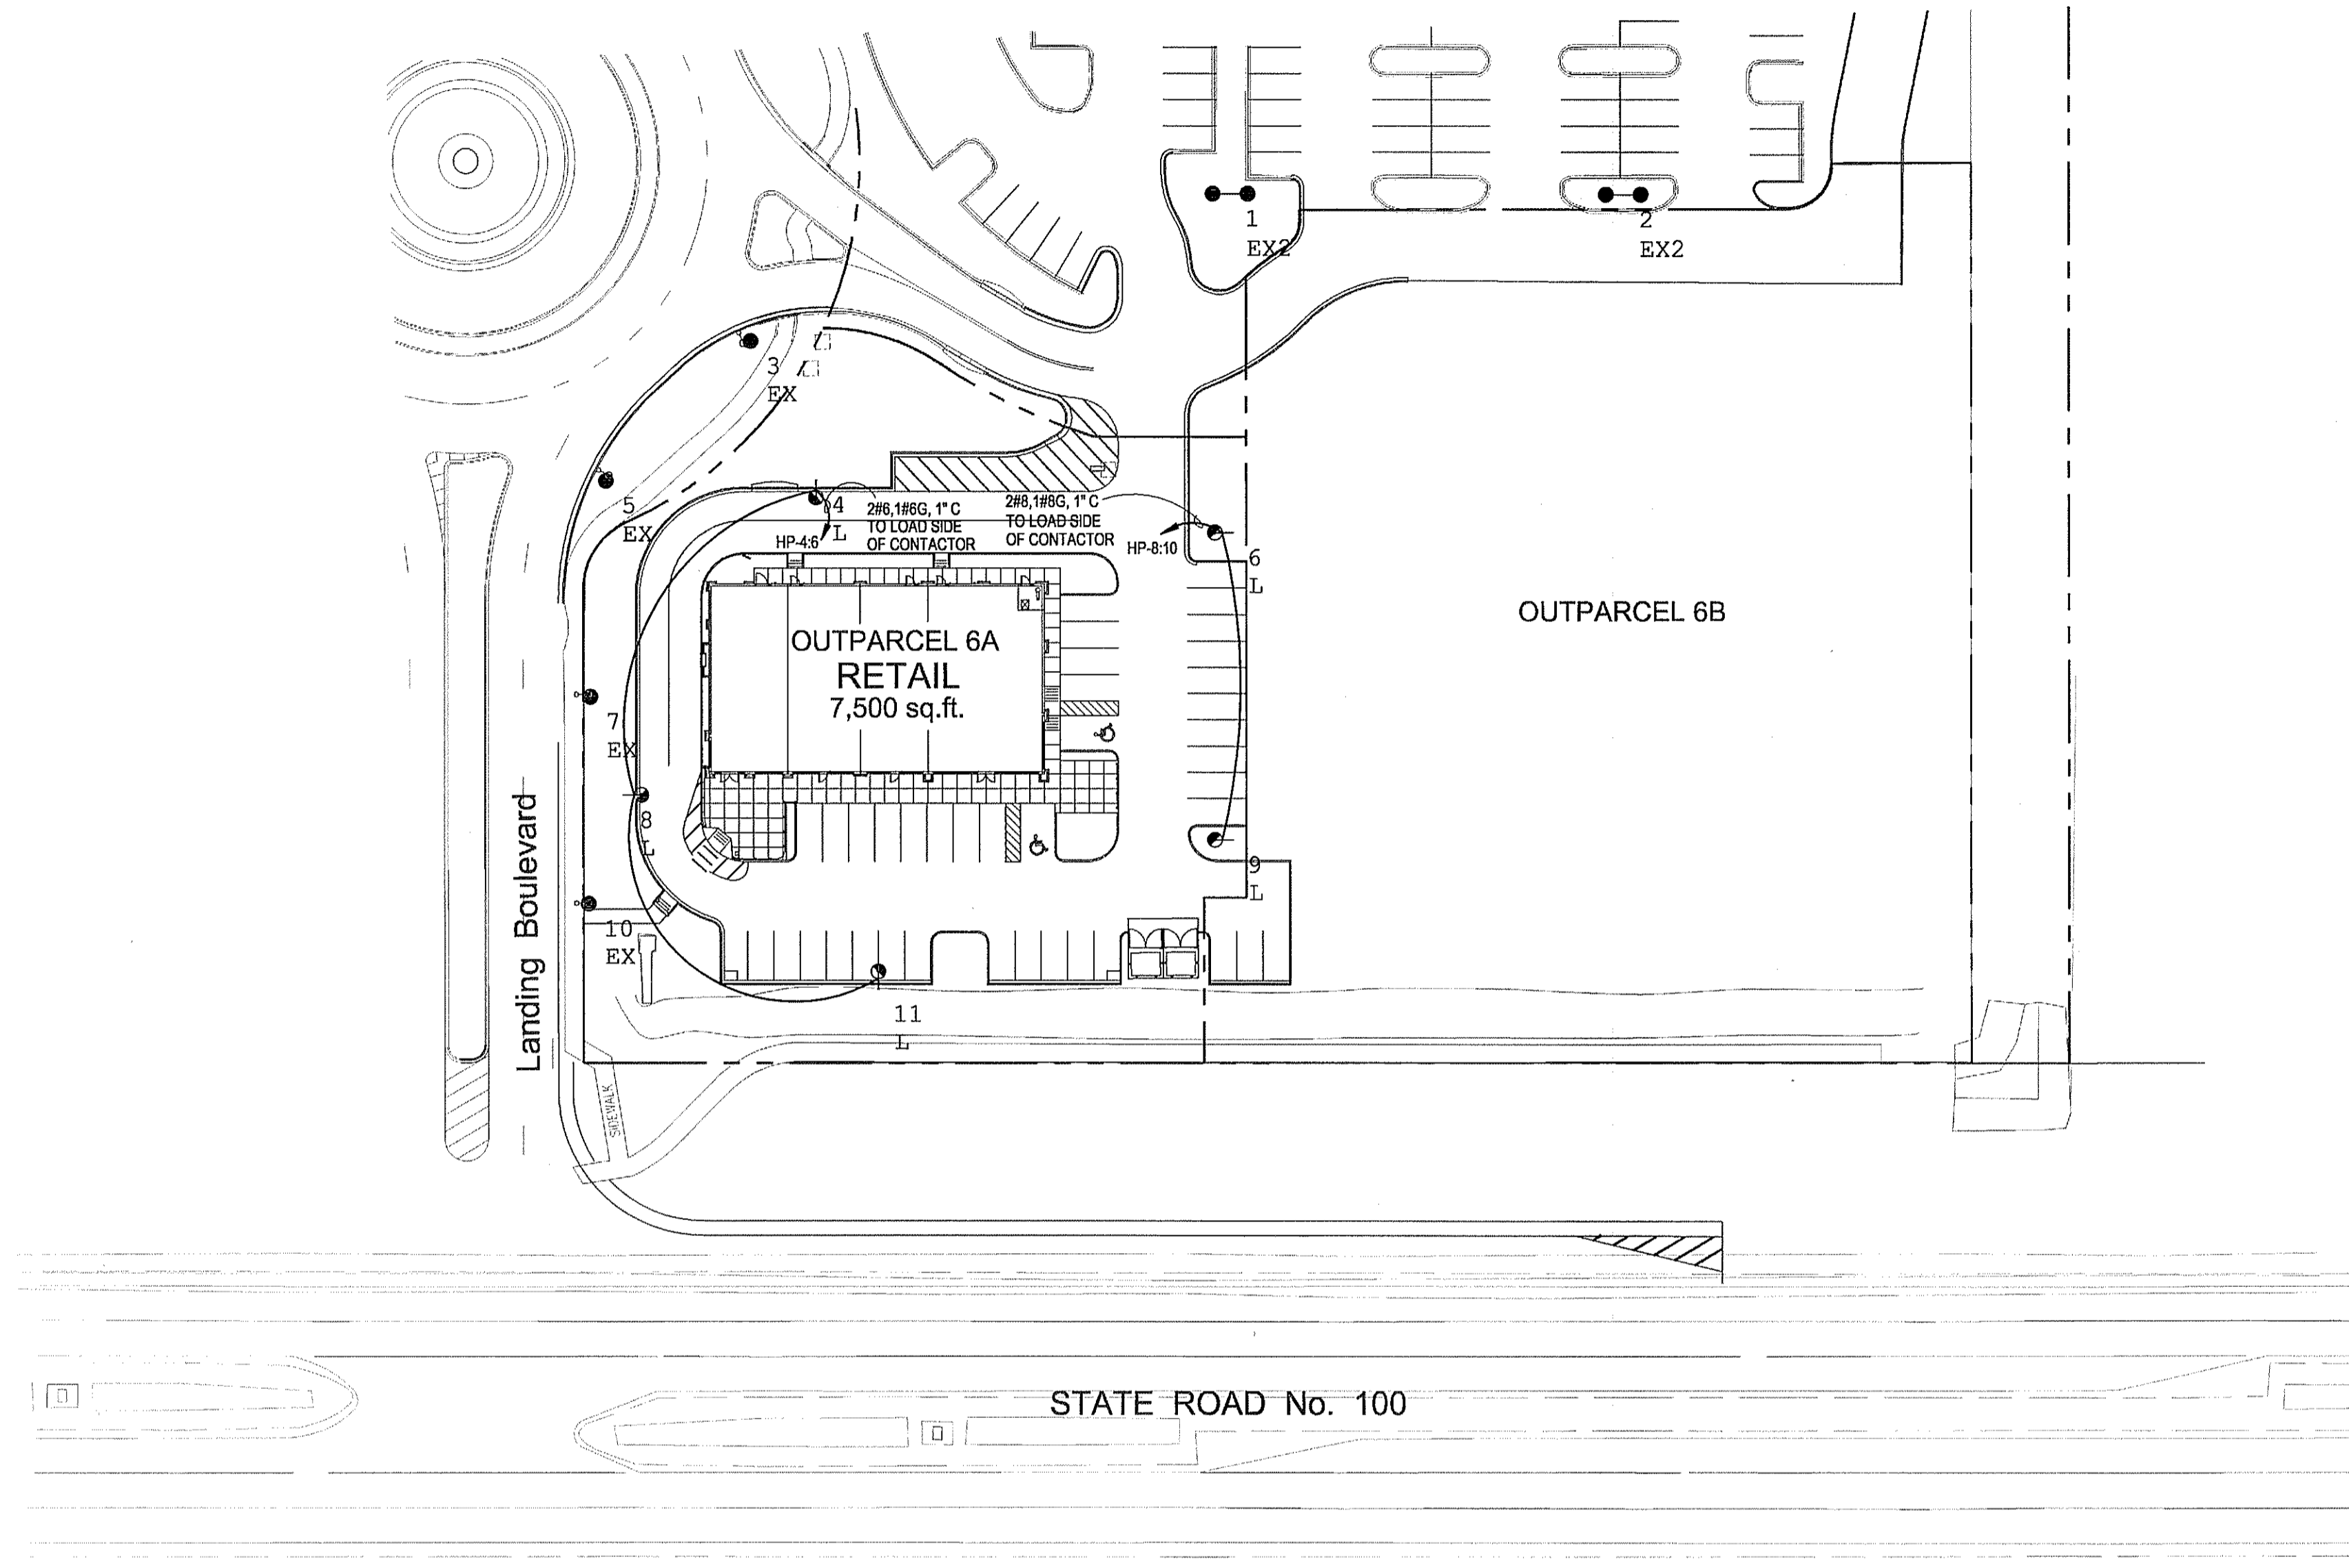 1
EX2
2
EX2
3
EX
5
EX
4
L
2#6,1#6G, 1" C
TO LOAD SIDE
OF CONTACTOR
HP-4:6
2#8,1#8G, 1" C
TO LOAD SIDE
OF CONTACTOR
HP-8:10
6
L
OUTPARCEL 6A
RETAIL
7,500 sq.ft.
OUTPARCEL 6B
7
EX
8
L
9
L
10
EX
11
L
Landing Boulevard
SIDEWALK
STATE ROAD No. 100